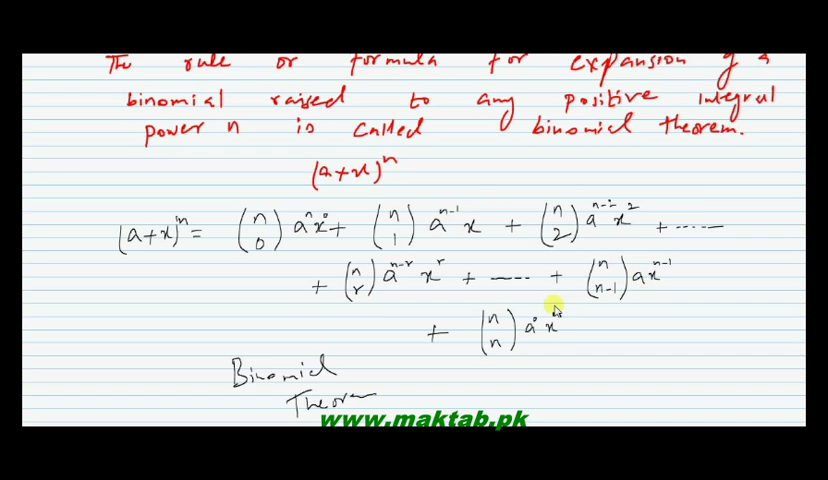 The rule or formula for expansion of a
binomial raised to any positive integral
power n is called binomial theorem.
(a+x)^n
(a+x)^n = (n 0) a^n x^0 + (n 1) a^{n-1} x + (n 2) a^{n-2} x^2 + ......
+ (n r) a^{n-r} x^r + ...... + (n n-1) a x^{n-1}
+ (n n) a^0 x^n
Binomial
Theorem
www.maktab.pk